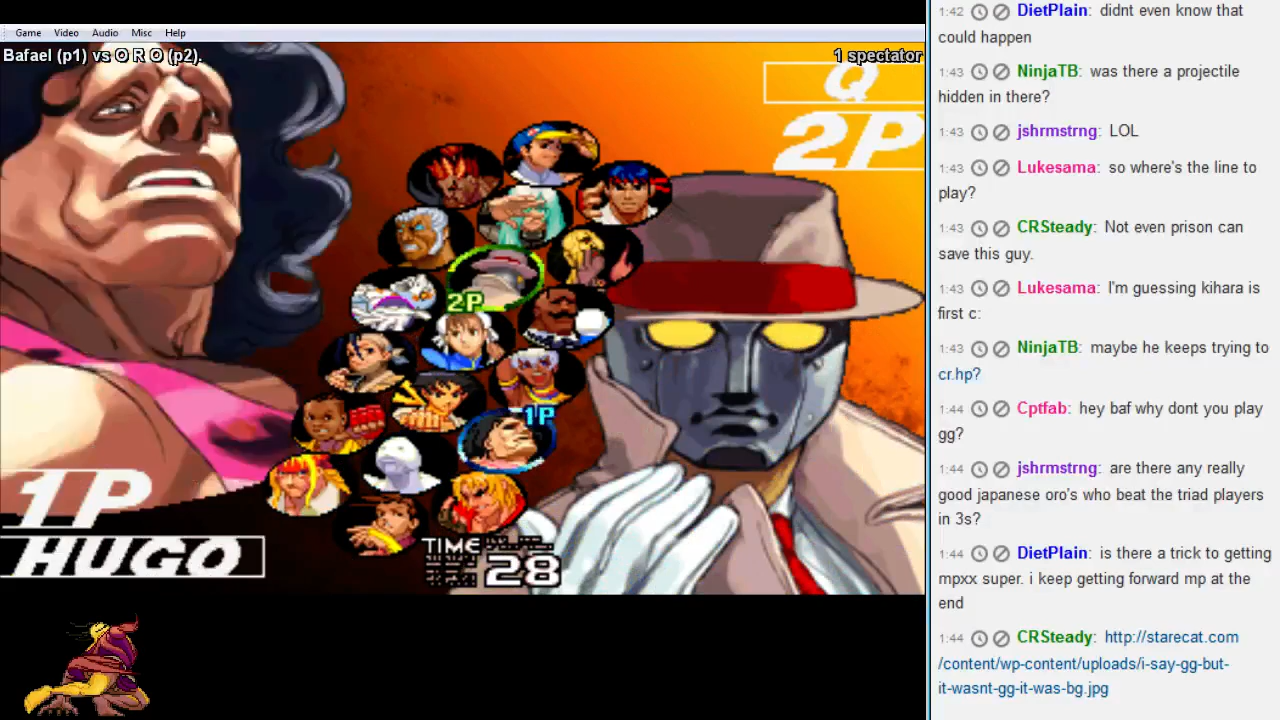 Game Video Audio Misc Help
Bafael (p1) vs O R O (p2).
1 spectator
Q
2P
2P
1P
1P
HUGO
TIME
28
1:42 DietPlain: didnt even know that
could happen
1:43 NinjaTB: was there a projectile
hidden in there?
1:43 jshrmstrng: LOL
1:43 Lukesama: so where's the line to
play?
1:43 CRSteady: Not even prison can
save this guy.
1:43 Lukesama: I'm guessing kihara is
first c:
1:43 NinjaTB: maybe he keeps trying to
cr.hp?
1:44 Cptfab: hey baf why dont you play
gg?
1:44 jshrmstrng: are there any really
good japanese oro's who beat the triad players
in 3s?
1:44 DietPlain: is there a trick to getting
mpxx super. i keep getting forward mp at the
end
1:44 CRSteady: http://starecat.com
/content/wp-content/uploads/i-say-gg-but-
it-wasnt-gg-it-was-bg.jpg